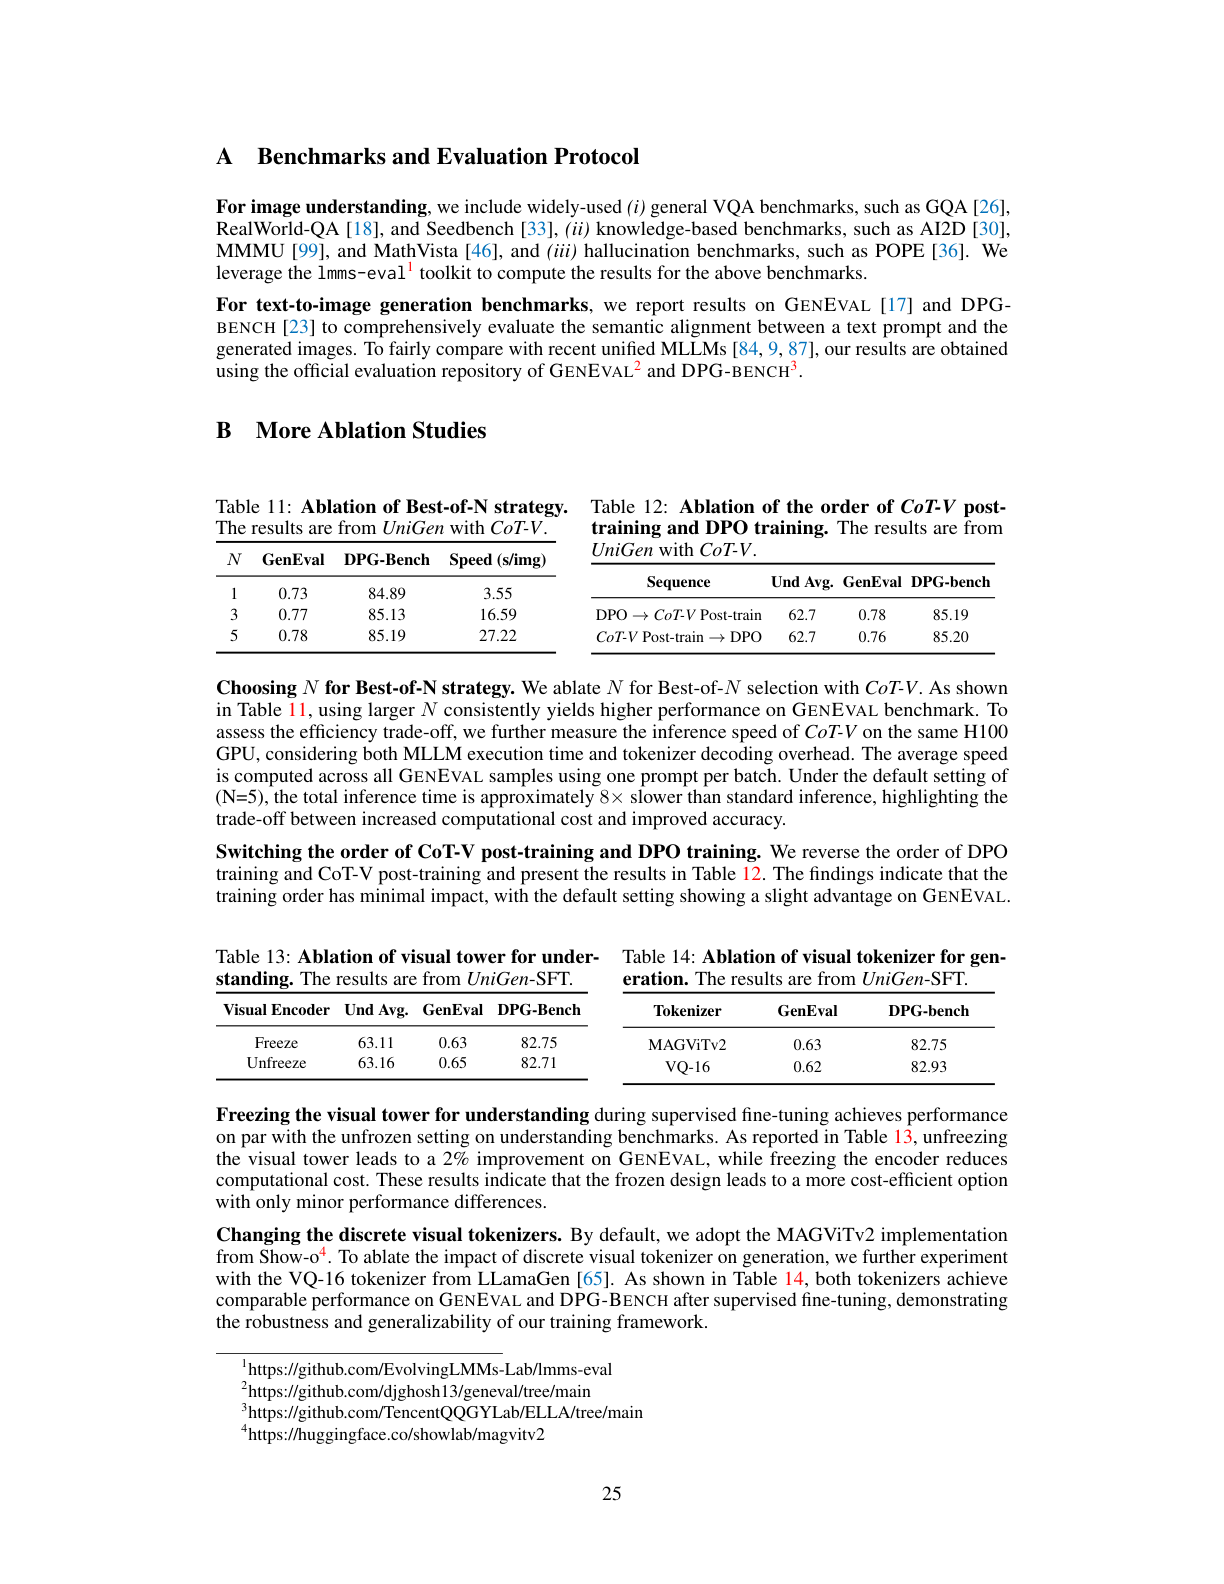 A Benchmarks and Evaluation Protocol
For image understanding, we include widely-used (i) general VQA benchmarks, such as GQA [26],
RealWorld-QA [18], and Seedbench [33], (ii) knowledge-based benchmarks, such as AI2D [30],
MMMU [99], and MathVista [46], and (iii) hallucination benchmarks, such as POPE [36]. We
leverage the lmms-eval1 toolkit to compute the results for the above benchmarks.
For text-to-image generation benchmarks, we report results on GENEVAL [17] and DPG-
BENCH [23] to comprehensively evaluate the semantic alignment between a text prompt and the
generated images. To fairly compare with recent unified MLLMs [84, 9, 87], our results are obtained
using the official evaluation repository of GENEVAL2 and DPG-BENCH3.
B More Ablation Studies
Table 11: Ablation of Best-of-N strategy.
The results are from UniGen with CoT-V.
N GenEval DPG-Bench Speed (s/img)
1 0.73 84.89 3.55
3 0.77 85.13 16.59
5 0.78 85.19 27.22
Table 12: Ablation of the order of CoT-V post-
training and DPO training. The results are from
UniGen with CoT-V.
Sequence Und Avg. GenEval DPG-bench
DPO → CoT-V Post-train 62.7 0.78 85.19
CoT-V Post-train → DPO 62.7 0.76 85.20
Choosing N for Best-of-N strategy. We ablate N for Best-of-N selection with CoT-V. As shown
in Table 11, using larger N consistently yields higher performance on GENEVAL benchmark. To
assess the efficiency trade-off, we further measure the inference speed of CoT-V on the same H100
GPU, considering both MLLM execution time and tokenizer decoding overhead. The average speed
is computed across all GENEVAL samples using one prompt per batch. Under the default setting of
(N=5), the total inference time is approximately 8× slower than standard inference, highlighting the
trade-off between increased computational cost and improved accuracy.
Switching the order of CoT-V post-training and DPO training. We reverse the order of DPO
training and CoT-V post-training and present the results in Table 12. The findings indicate that the
training order has minimal impact, with the default setting showing a slight advantage on GENEVAL.
Table 13: Ablation of visual tower for under-
standing. The results are from UniGen-SFT.
Visual Encoder Und Avg. GenEval DPG-Bench
Freeze 63.11 0.63 82.75
Unfreeze 63.16 0.65 82.71
Table 14: Ablation of visual tokenizer for gen-
eration. The results are from UniGen-SFT.
Tokenizer GenEval DPG-bench
MAGViTv2 0.63 82.75
VQ-16 0.62 82.93
Freezing the visual tower for understanding during supervised fine-tuning achieves performance
on par with the unfrozen setting on understanding benchmarks. As reported in Table 13, unfreezing
the visual tower leads to a 2% improvement on GENEVAL, while freezing the encoder reduces
computational cost. These results indicate that the frozen design leads to a more cost-efficient option
with only minor performance differences.
Changing the discrete visual tokenizers. By default, we adopt the MAGViTv2 implementation
from Show-o4. To ablate the impact of discrete visual tokenizer on generation, we further experiment
with the VQ-16 tokenizer from LLamaGen [65]. As shown in Table 14, both tokenizers achieve
comparable performance on GENEVAL and DPG-BENCH after supervised fine-tuning, demonstrating
the robustness and generalizability of our training framework.
1https://github.com/EvolvingLMMs-Lab/lmms-eval
2https://github.com/djghosh13/geneval/tree/main
3https://github.com/TencentQQGYLab/ELLA/tree/main
4https://huggingface.co/showlab/magvitv2
25